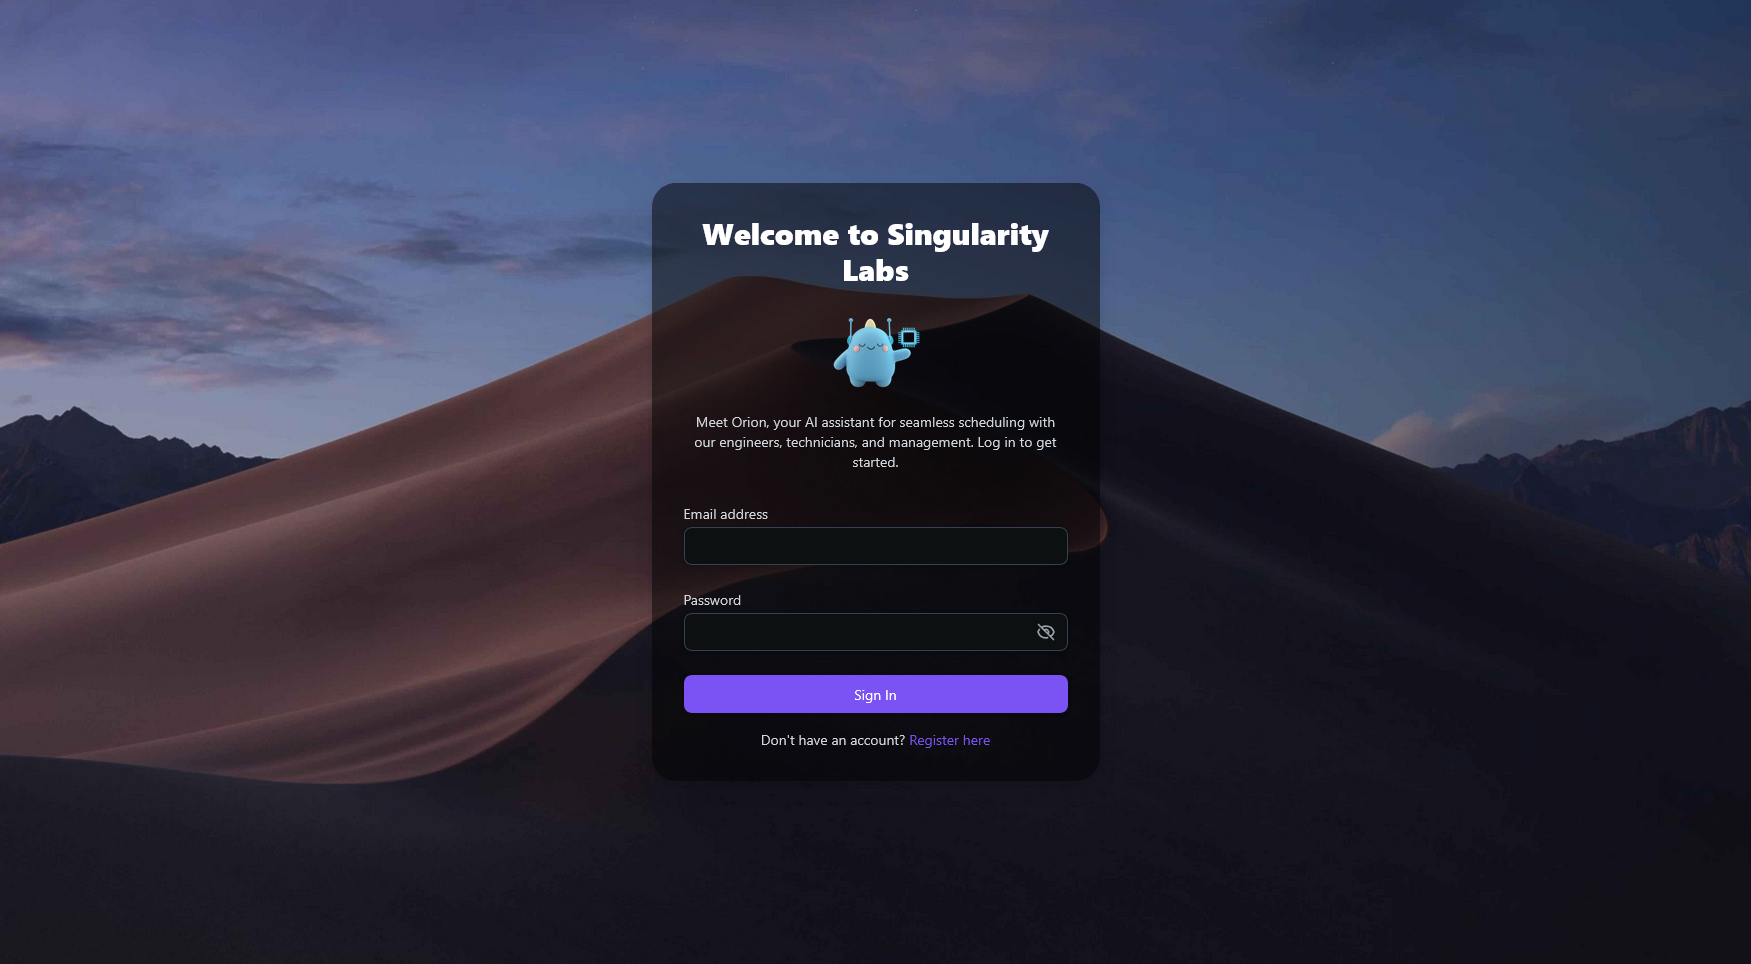 Welcome to Singularity
Labs
Meet Orion, your AI assistant for seamless scheduling with
our engineers, technicians, and management. Log in to get
started.
Email address
Password
Sign In
Don't have an account? Register here